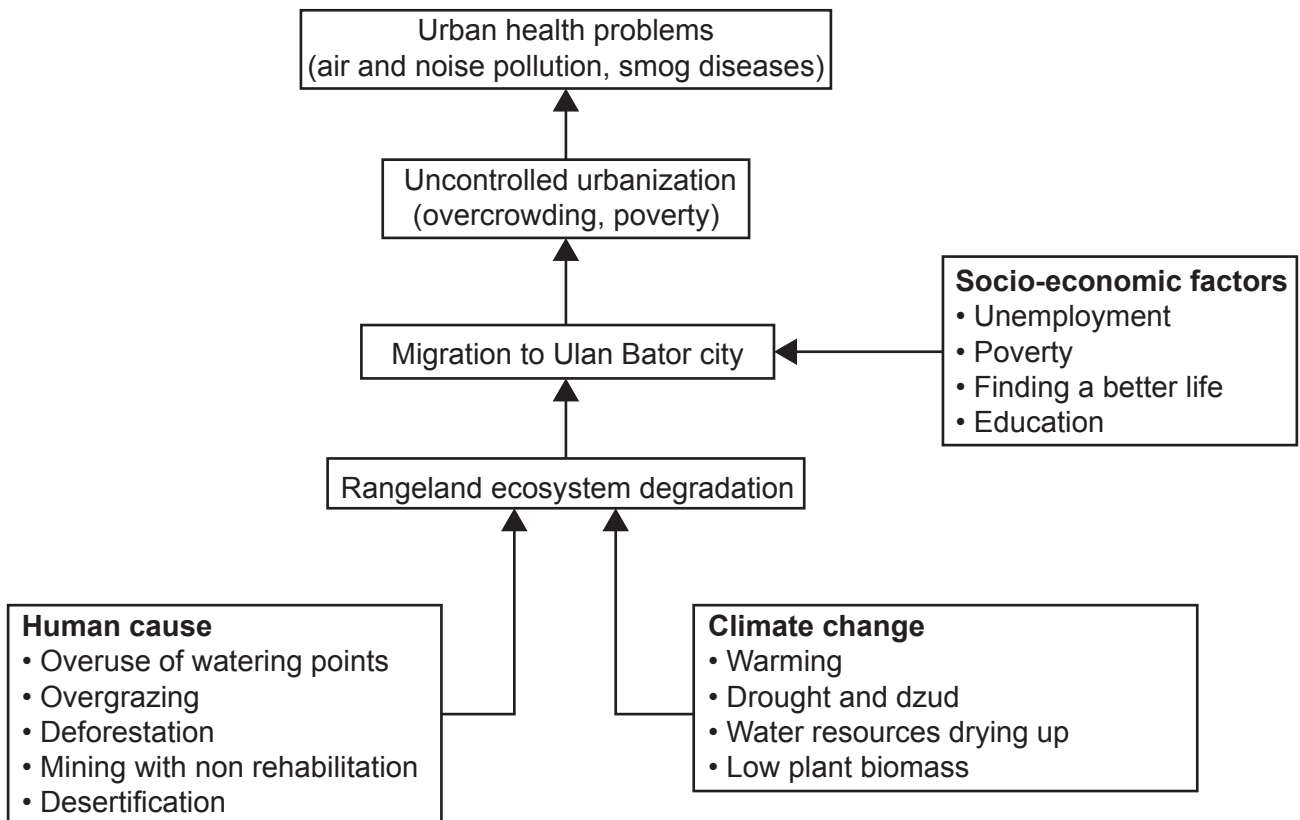 Urban health problems
(air and noise pollution, smog diseases)
Uncontrolled urbanization
(overcrowding, poverty)
Socio-economic factors
• Unemployment
• Poverty
• Finding a better life
• Education
Migration to Ulan Bator city
Rangeland ecosystem degradation
Human cause
• Overuse of watering points
• Overgrazing
• Deforestation
• Mining with non rehabilitation
• Desertification
Climate change
• Warming
• Drought and dzud
• Water resources drying up
• Low plant biomass